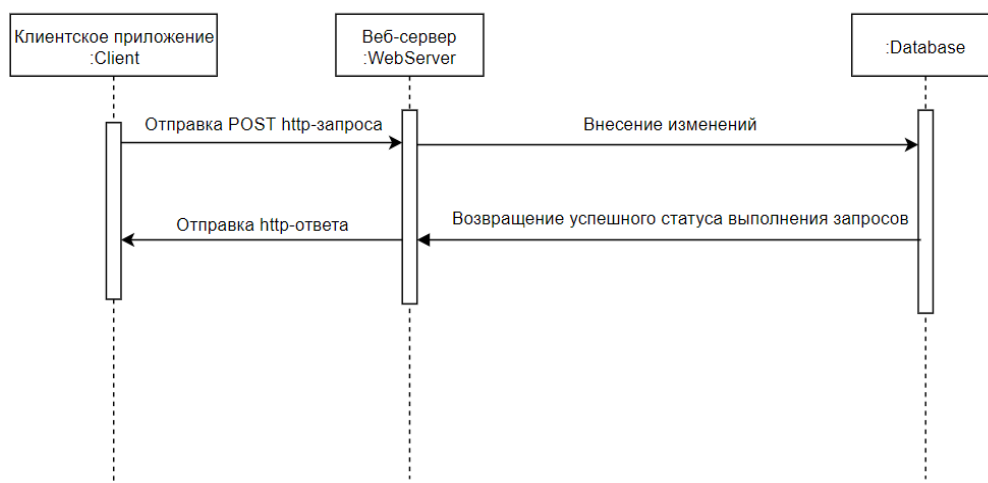 Клиентское приложение
:Client
Веб-сервер
:WebServer
:Database
Отправка POST http-запроса
Внесение изменений
Отправка http-ответа
Возвращение успешного статуса выполнения запросов